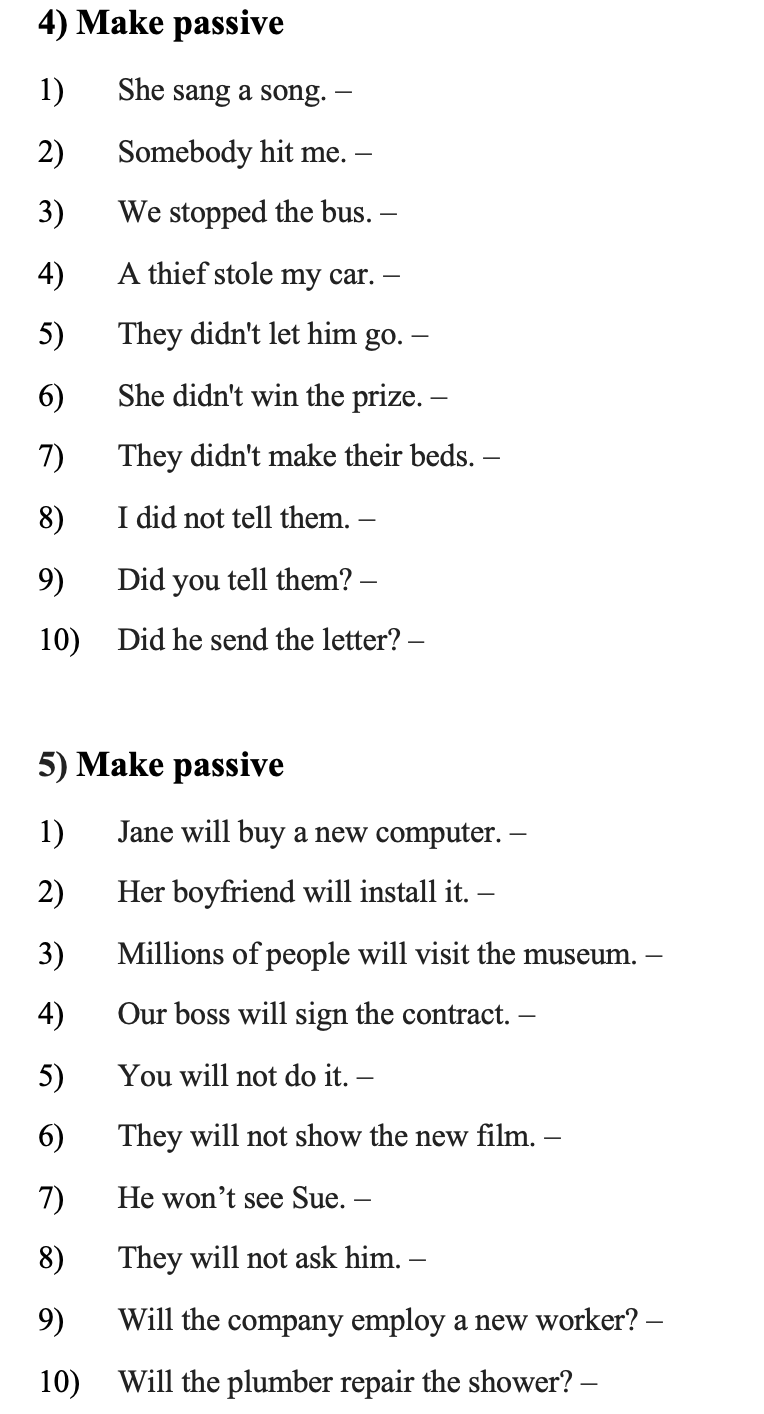 4) Make passive
1) She sang a song. –
2) Somebody hit me. –
3) We stopped the bus. –
4) A thief stole my car. –
5) They didn't let him go. –
6) She didn't win the prize. –
7) They didn't make their beds. –
8) I did not tell them. –
9) Did you tell them? –
10) Did he send the letter? –
5) Make passive
1) Jane will buy a new computer. –
2) Her boyfriend will install it. –
3) Millions of people will visit the museum. –
4) Our boss will sign the contract. –
5) You will not do it. –
6) They will not show the new film. –
7) He won’t see Sue. –
8) They will not ask him. –
9) Will the company employ a new worker? –
10) Will the plumber repair the shower? –